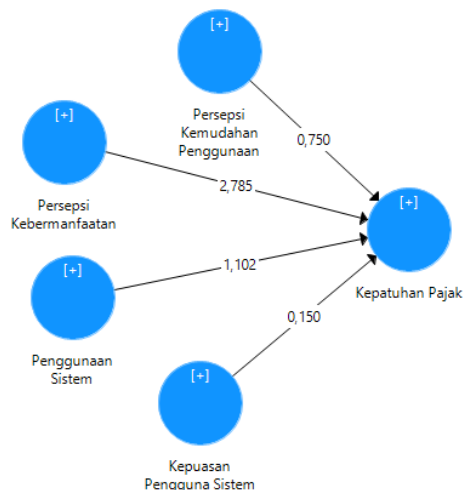 [+]
Persepsi
Kemudahan
Penggunaan
0,750
[+]
Persepsi
Kebermanfaatan
2,785
[+]
Kepatuhan Pajak
[+]
Penggunaan
Sistem
1,102
0,150
[+]
Kepuasan
Pengguna Sistem